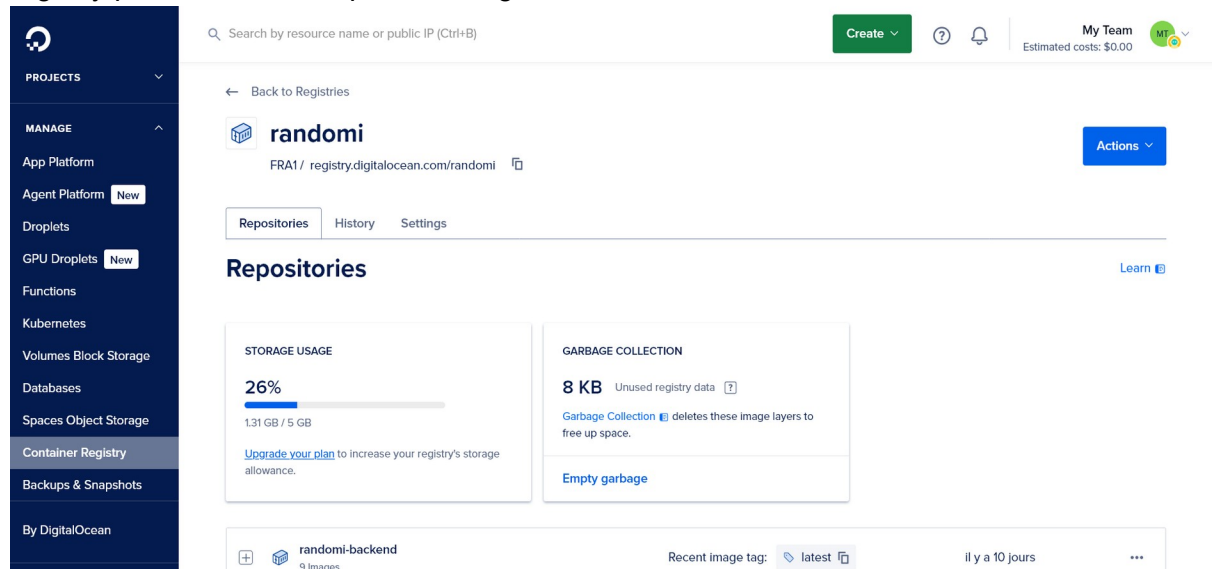 Search by resource name or public IP (Ctrl+B)
Create
?
My Team
Estimated costs: $0.00
MT
PROJECTS
MANAGE
App Platform
Agent Platform New
Droplets
GPU Droplets New
Functions
Kubernetes
Volumes Block Storage
Databases
Spaces Object Storage
Container Registry
Backups & Snapshots
By DigitalOcean
← Back to Registries
randomi
FRA1 / registry.digitalocean.com/randomi
Actions
Repositories History Settings
Repositories
Learn
STORAGE USAGE
26%
1.31 GB / 5 GB
Upgrade your plan to increase your registry's storage
allowance.
GARBAGE COLLECTION
8 KB Unused registry data ?
Garbage Collection deletes these image layers to
free up space.
Empty garbage
randomi-backend
9 Images
Recent image tag: latest
il y a 10 jours